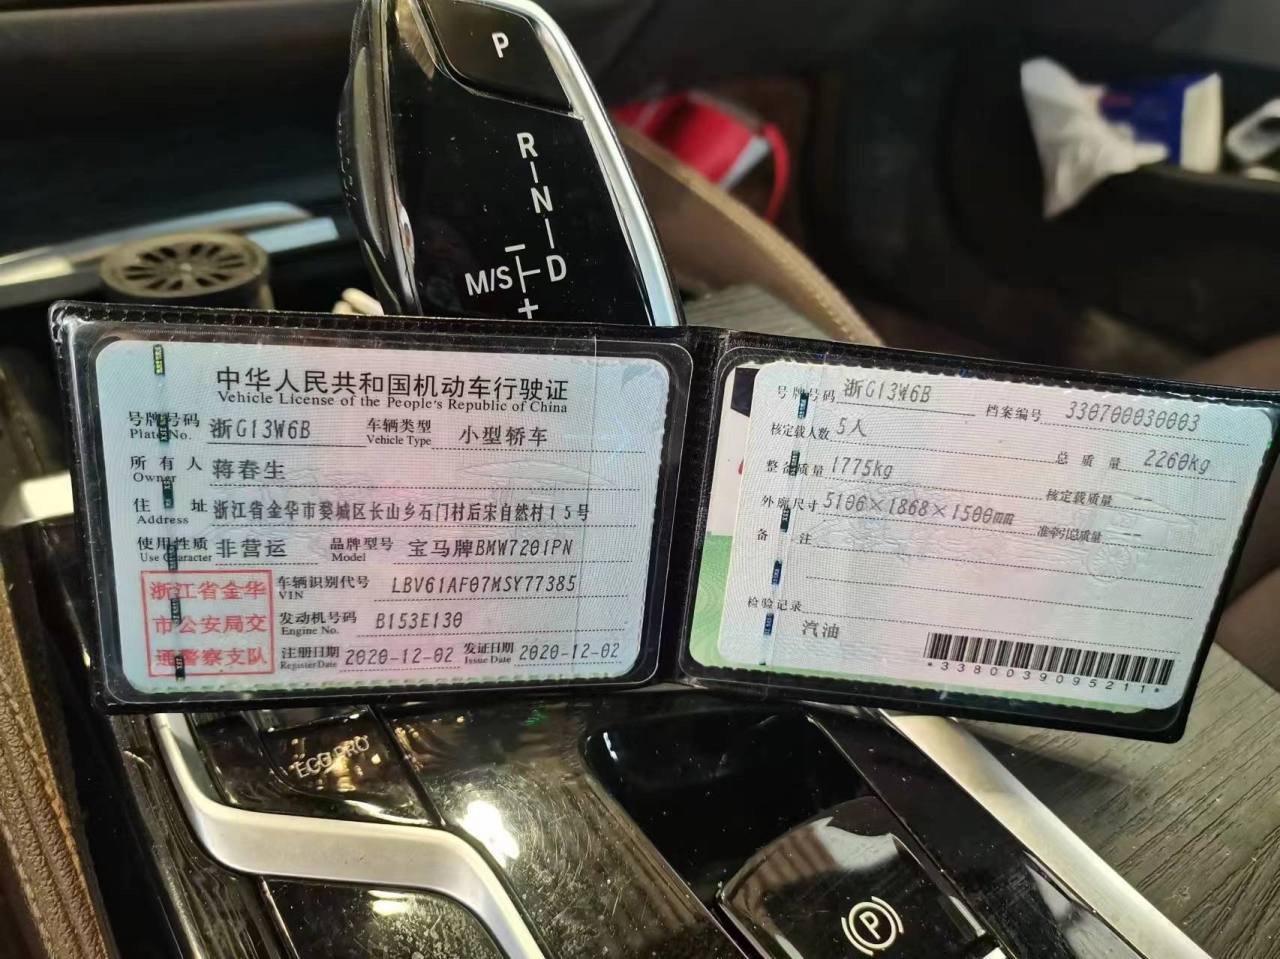 P
R
N
D
M/S
+
中华人民共和国机动车行驶证
Vehicle License of the People's Republic of China
号牌号码 浙G13W6B 车辆类型 小型轿车
Plate No. Vehicle Type
所有人 蒋春生
Owner
住址 浙江省金华市婺城区长山乡石门村后宋自然村15号
Address
使用性质 非营运 品牌型号 宝马牌BMW7201PN
Use Character Model
浙江省金华
市公安局交
通警察支队
车辆识别代号 LBV61AF07MSY77385
VIN
发动机号码 B153E130
Engine No.
注册日期 2020-12-02 发证日期 2020-12-02
Register Date Issue Date
号牌号码 浙G13W6B 档案编号 330700030003
核定载人数 5人 总质量 2260kg
整备质量 1775kg 核定载质量 --
外廓尺寸 5106×1868×1500mm 准牵引总质量 --
备注
检验记录
汽油
*3380039095211*
ECO PRO
P